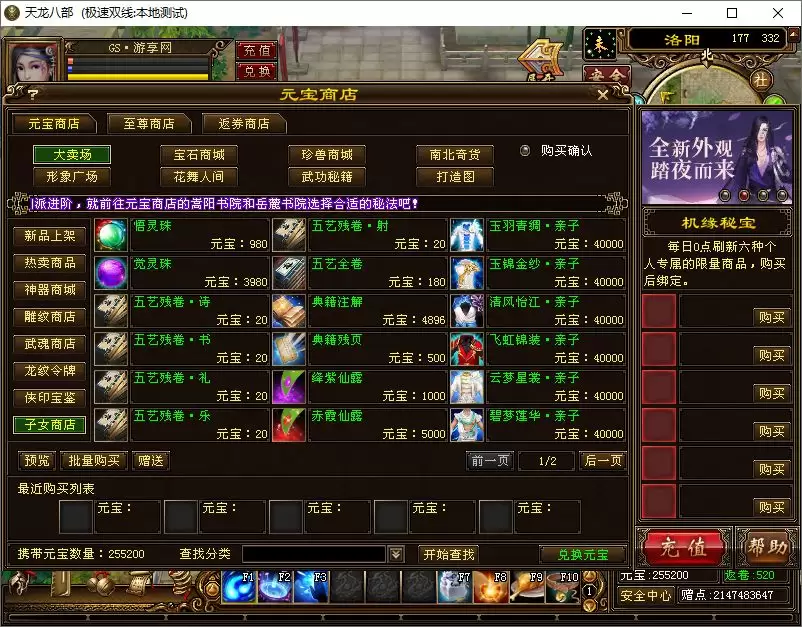 天龙八部 (极速双线:本地测试)
GS·游享网
充值
兑换
未
洛阳 177 332
北
安全
社
? 元宝商店
元宝商店 至尊商店 返券商店
大卖场 宝石商城 珍兽商城 南北奇货 购买确认
形象广场 花舞人间 武功秘籍 打造图
派进阶，就前往元宝商店的嵩阳书院和岳麓书院选择合适的秘法吧！
全新外观
踏夜而来
机缘秘宝
每日0点刷新六种个
人专属的限量商品，购买
后绑定。
新品上架
热卖商品
神器商城
雕纹商店
武魂商店
龙纹令牌
侠印宝鉴
子女商店
悟灵珠 五艺残卷·射 玉羽青绸·亲子
元宝：980 元宝：20 元宝：40000
觉灵珠 五艺全卷 玉锦金纱·亲子
元宝：3980 元宝：180 元宝：40000
五艺残卷·诗 典籍注解 清风怡江·亲子
元宝：20 元宝：4896 元宝：40000
五艺残卷·书 典籍残页 飞虹锦装·亲子
元宝：20 元宝：500 元宝：40000
五艺残卷·礼 绛紫仙露 云梦星裳·亲子
元宝：20 元宝：1000 元宝：40000
五艺残卷·乐 赤霞仙露 碧梦莲华·亲子
元宝：20 元宝：5000 元宝：40000
购买
购买
购买
购买
购买
购买
预览 批量购买 赠送 前一页 1/2 后一页
最近购买列表
元宝： 元宝： 元宝： 元宝： 元宝：
携带元宝数量：255200 查找分类 开始查找 兑换元宝
充值 帮助
F1 F2 F3 F7 F8 F9 F10
1
元宝:255200 返卷:520
安全中心 赠点:2147483647